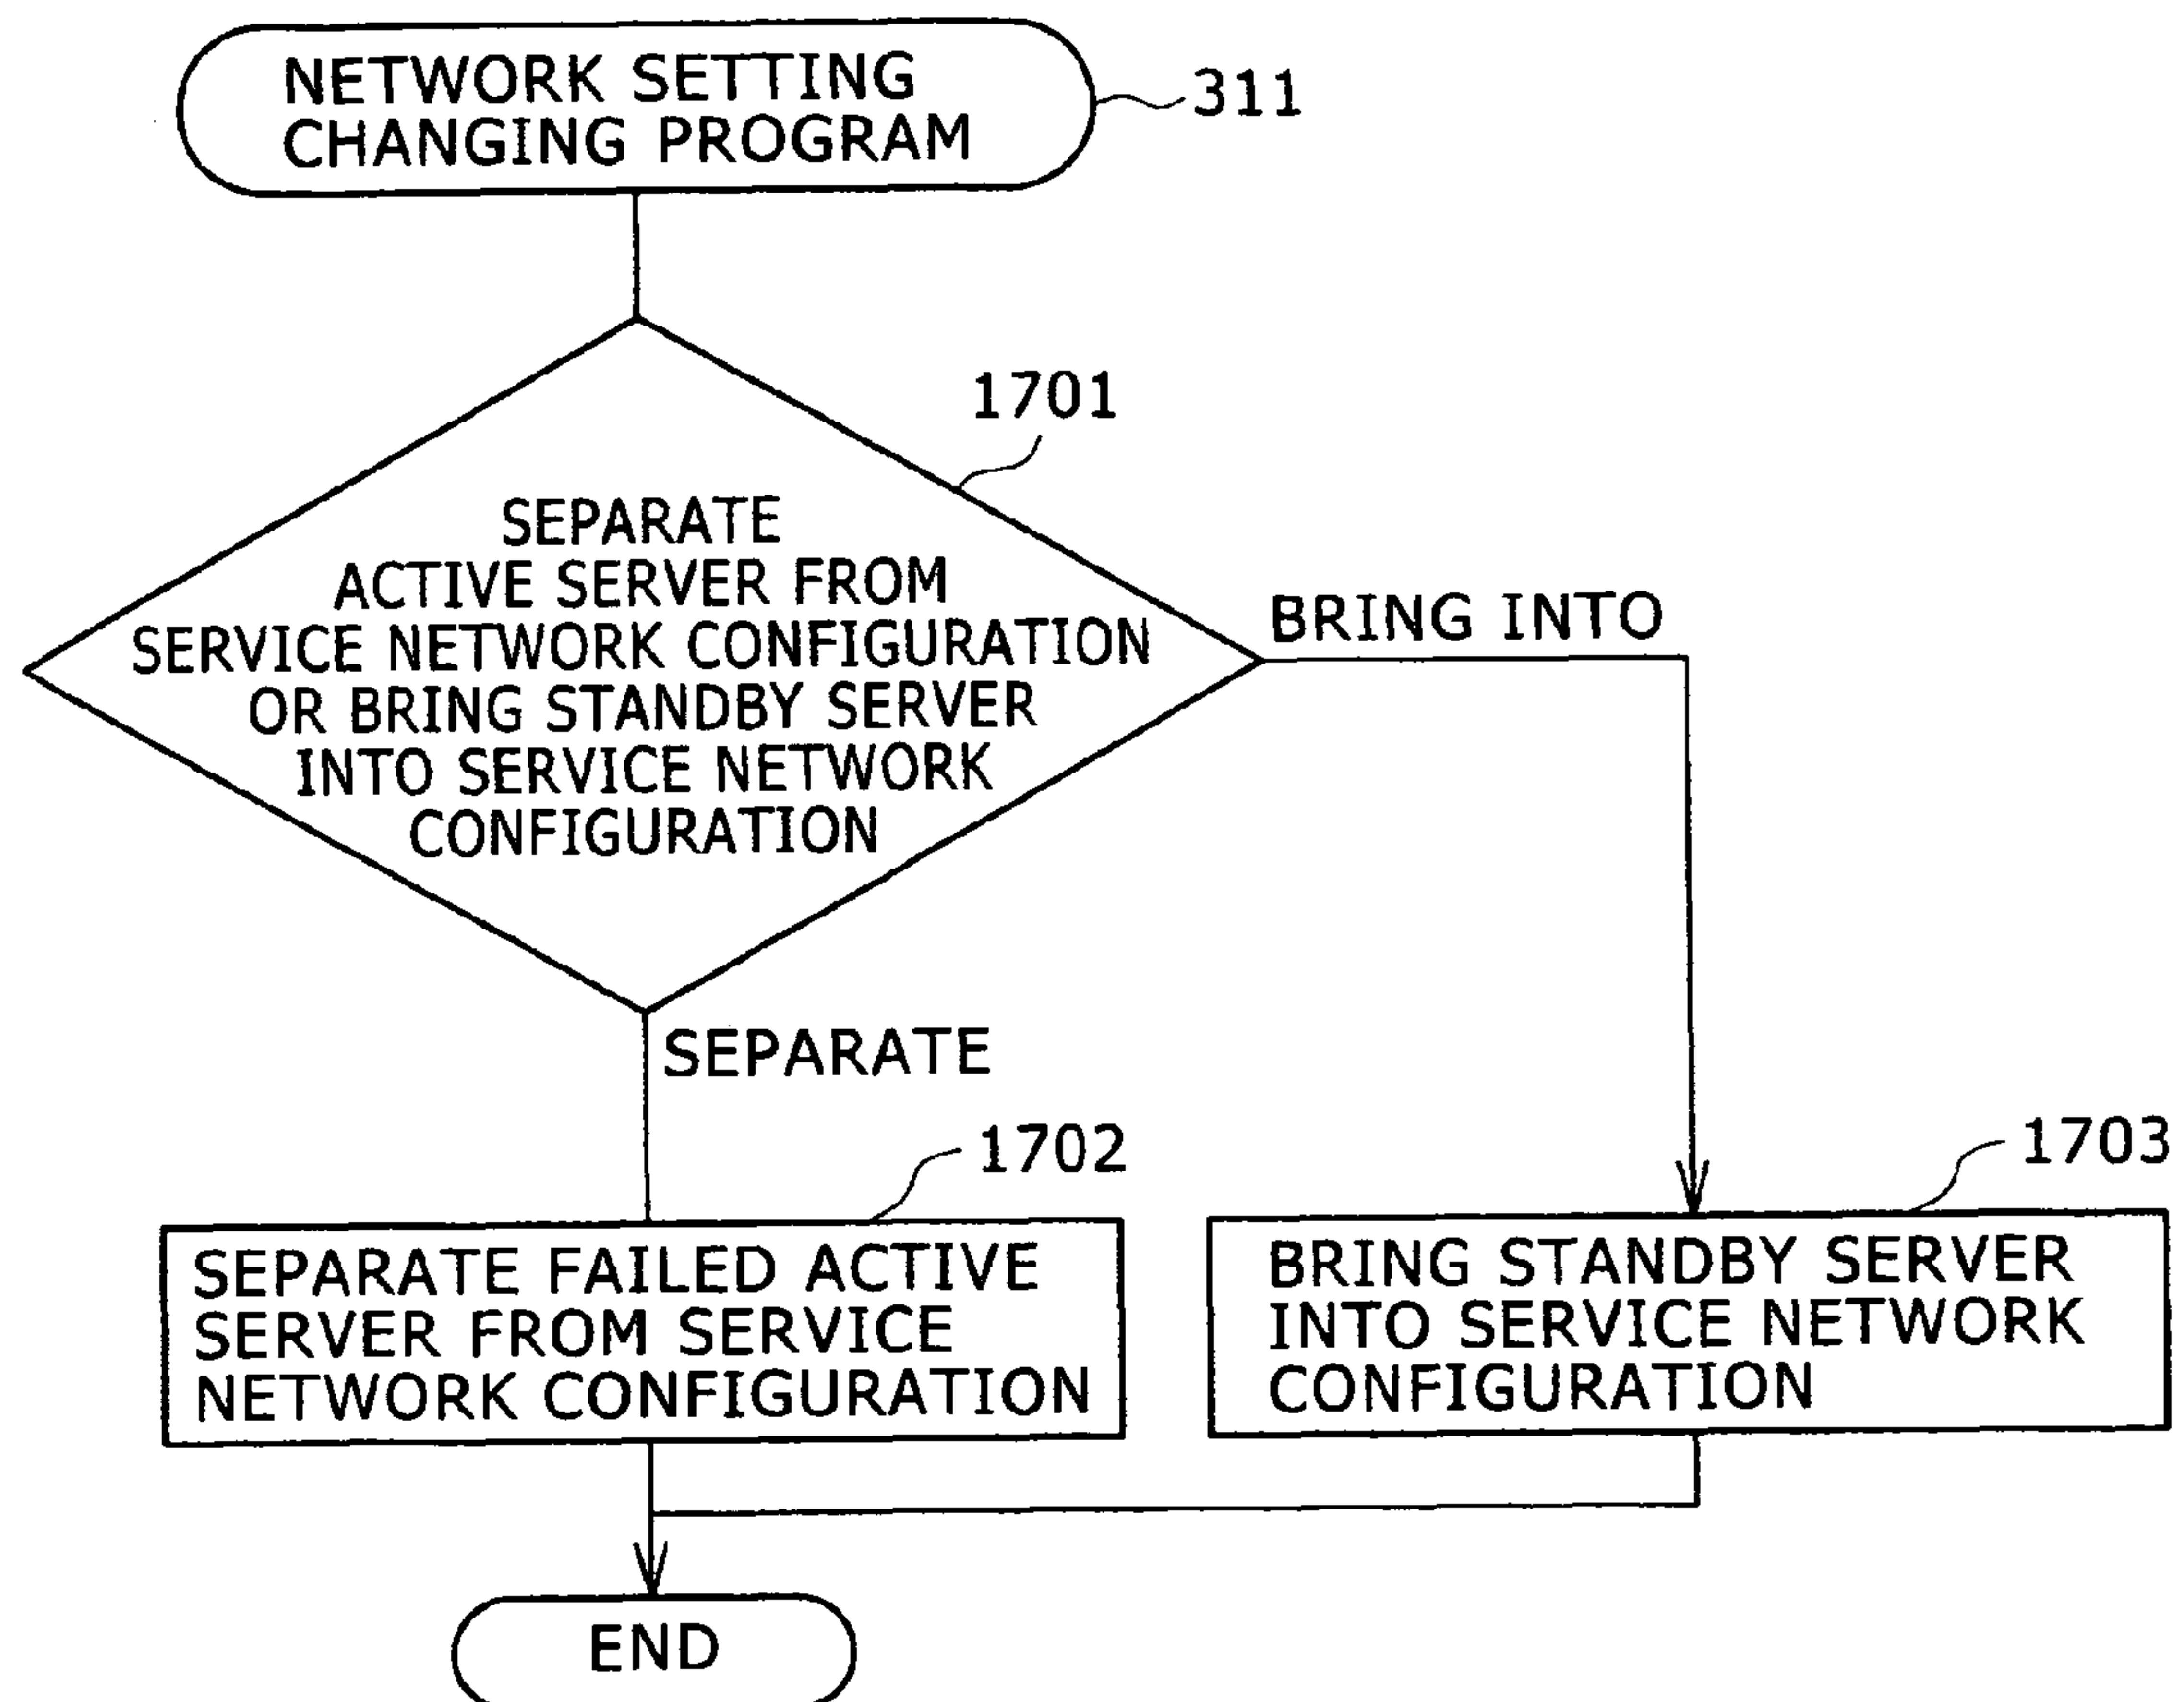 NETWORK SETTING
CHANGING PROGRAM
311
1701
SEPARATE
ACTIVE SERVER FROM
SERVICE NETWORK CONFIGURATION
OR BRING STANDBY SERVER
INTO SERVICE NETWORK
CONFIGURATION
BRING INTO
SEPARATE
1702
1703
SEPARATE FAILED ACTIVE
SERVER FROM SERVICE
NETWORK CONFIGURATION
BRING STANDBY SERVER
INTO SERVICE NETWORK
CONFIGURATION
END